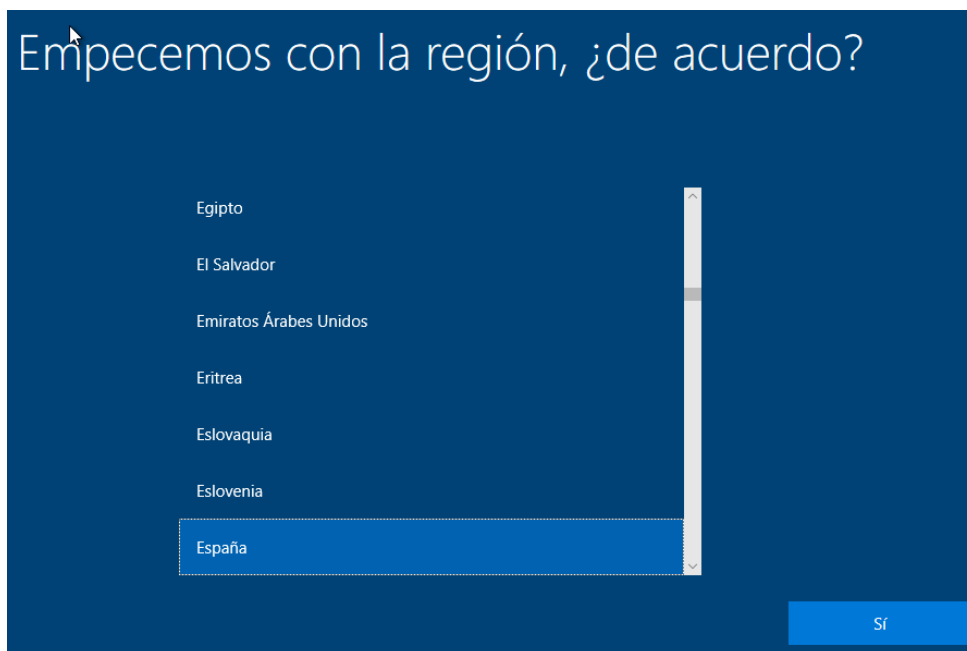 Empecemos con la región, ¿de acuerdo?
Egipto
El Salvador
Emiratos Árabes Unidos
Eritrea
Eslovaquia
Eslovenia
España
Sí